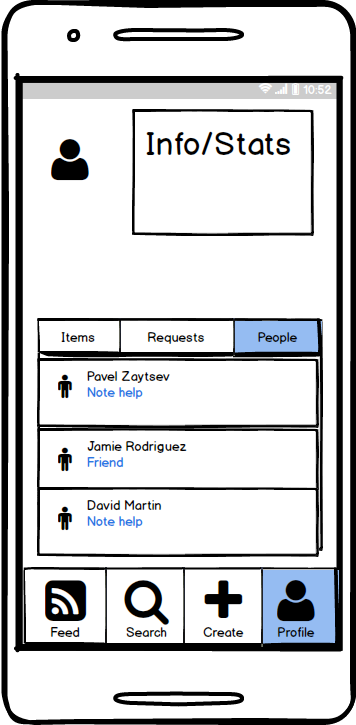 10:52
Info/Stats
Items Requests People
Pavel Zaytsev
Note help
Jamie Rodriguez
Friend
David Martin
Note help
Feed Search Create Profile